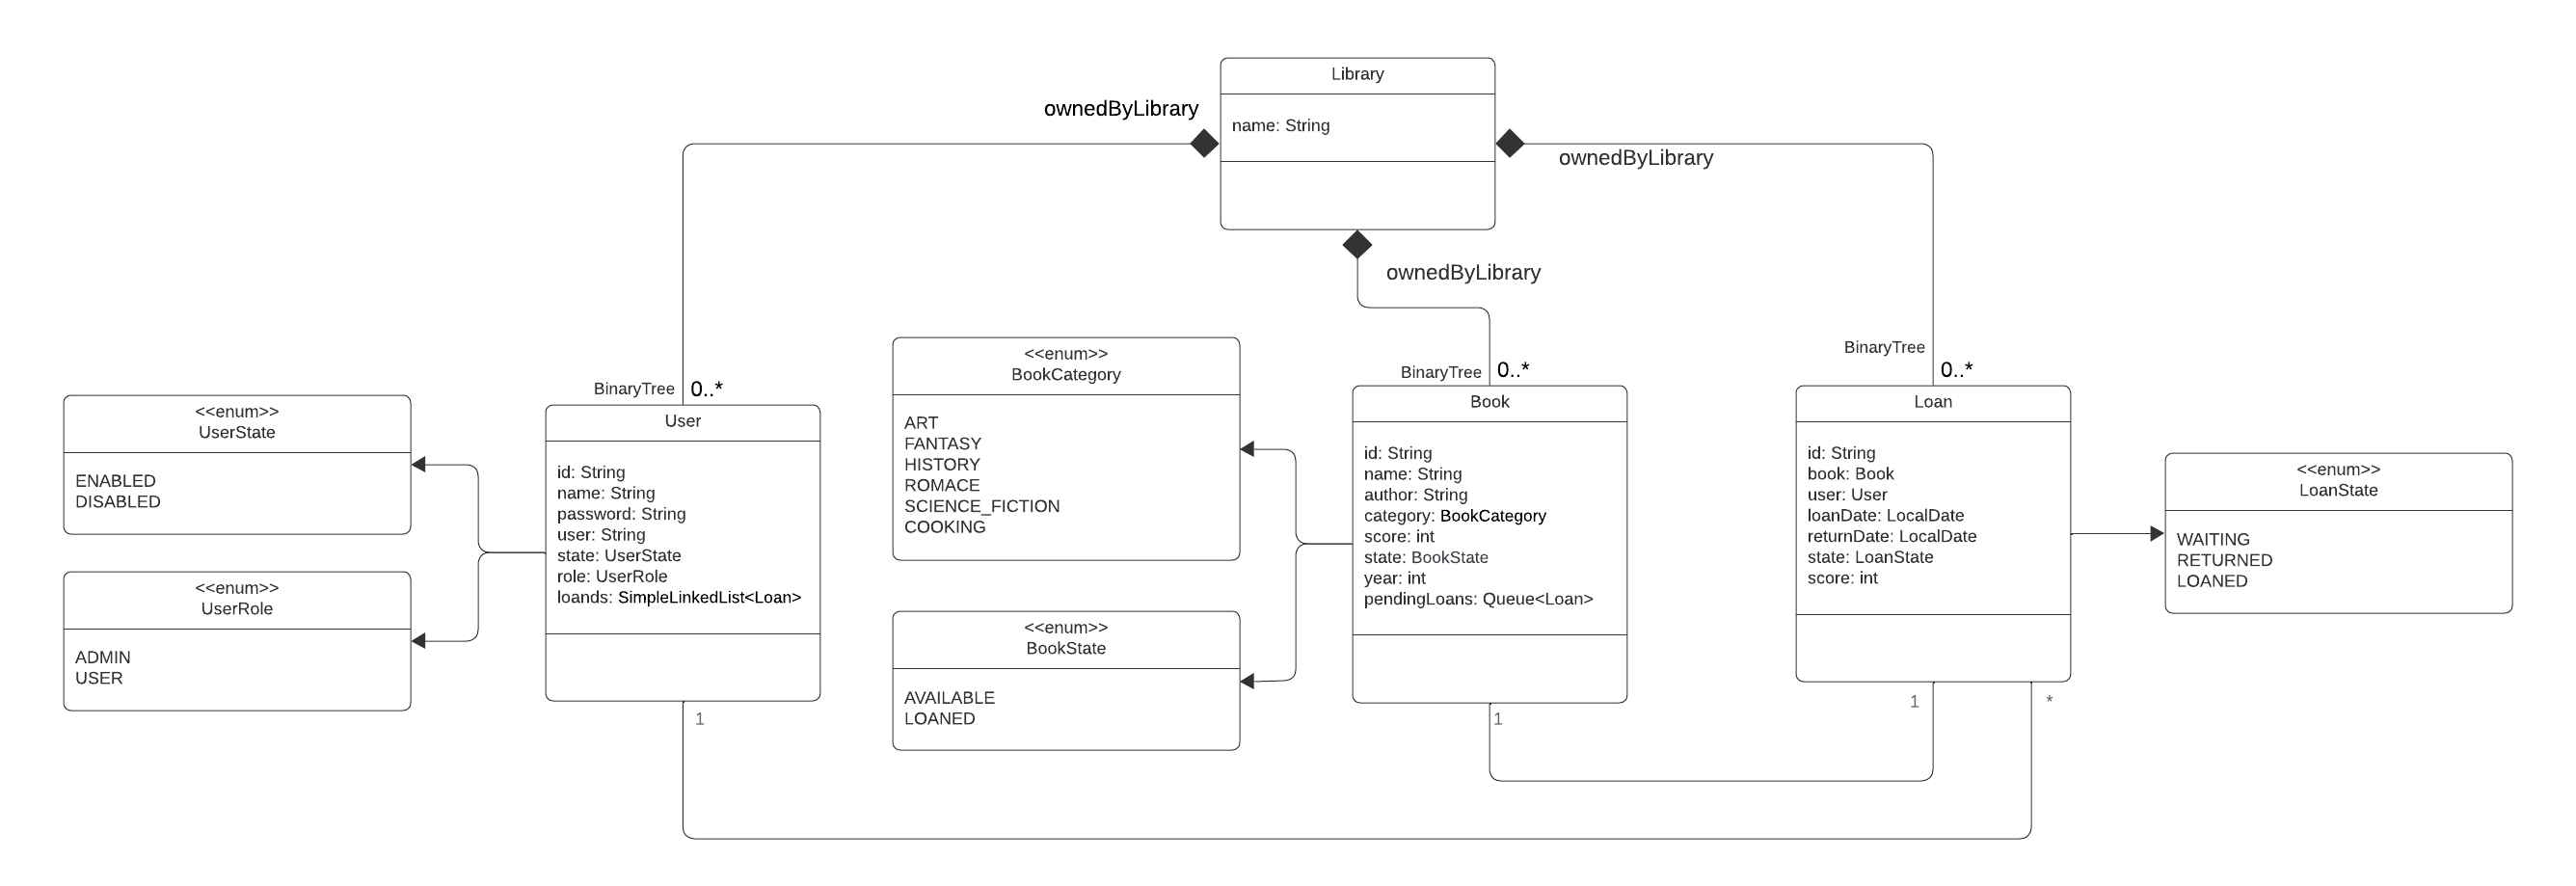 Library
name: String
ownedByLibrary
ownedByLibrary
ownedByLibrary
BinaryTree
0..*
BinaryTree
0..*
BinaryTree
0..*
<<enum>>
UserState
ENABLED
DISABLED
<<enum>>
UserRole
ADMIN
USER
User
id: String
name: String
password: String
user: String
state: UserState
role: UserRole
loands: SimpleLinkedList<Loan>
1
<<enum>>
BookCategory
ART
FANTASY
HISTORY
ROMACE
SCIENCE_FICTION
COOKING
<<enum>>
BookState
AVAILABLE
LOANED
Book
id: String
name: String
author: String
category: BookCategory
score: int
state: BookState
year: int
pendingLoans: Queue<Loan>
1
Loan
id: String
book: Book
user: User
loanDate: LocalDate
returnDate: LocalDate
state: LoanState
score: int
1
*
<<enum>>
LoanState
WAITING
RETURNED
LOANED